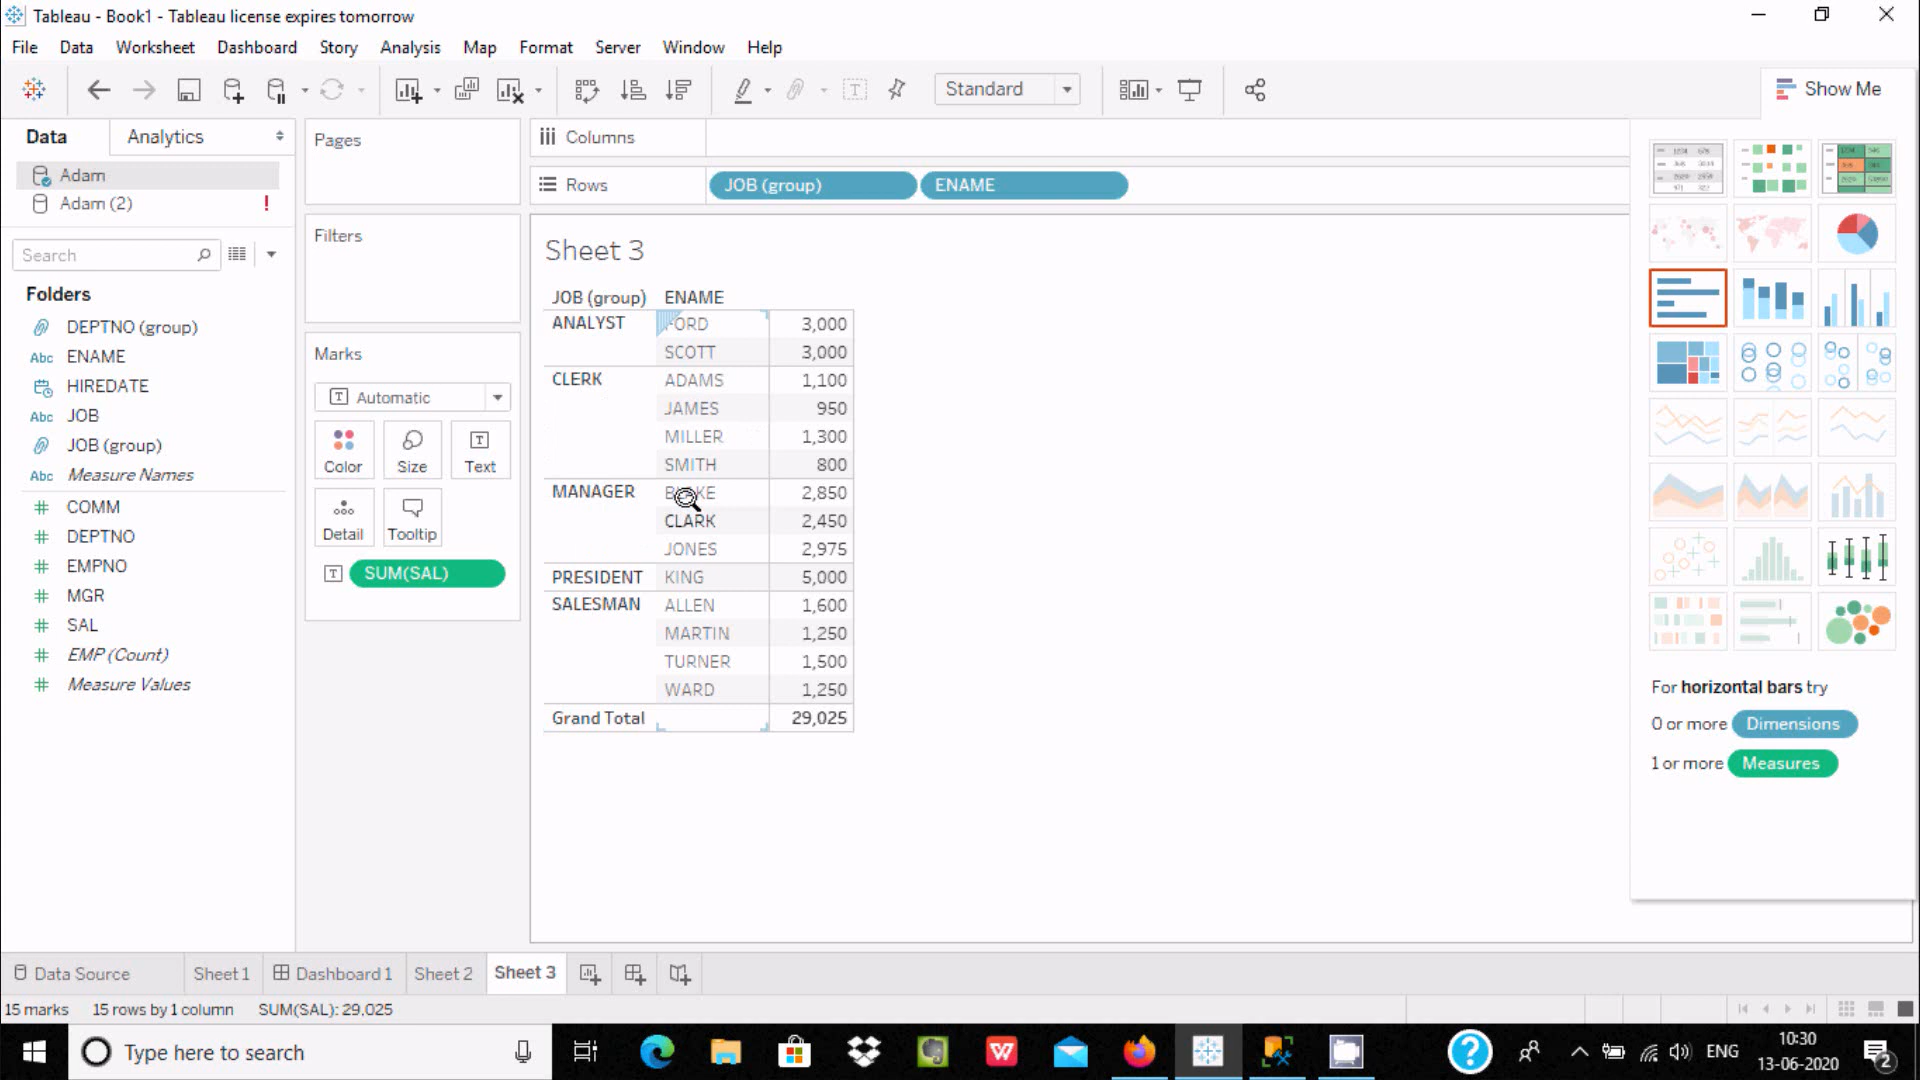 Tableau - Book1 - Tableau license expires tomorrow
File Data Worksheet Dashboard Story Analysis Map Format Server Window Help
Standard
Show Me
Data Analytics
Pages
Columns
Adam
Rows JOB (group) ENAME
Adam (2) !
Filters
Search
Sheet 3
Folders
JOB (group) ENAME
DEPTNO (group)
Abc ENAME
HIREDATE
Abc JOB
JOB (group)
Abc Measure Names
COMM
DEPTNO
EMPNO
MGR
SAL
EMP (Count)
Measure Values
Marks
Automatic
Color Size Text
Detail Tooltip
SUM(SAL)
ANALYST FORD 3,000
SCOTT 3,000
CLERK ADAMS 1,100
JAMES 950
MILLER 1,300
SMITH 800
MANAGER 2,850
CLARK 2,450
JONES 2,975
PRESIDENT KING 5,000
SALESMAN ALLEN 1,600
MARTIN 1,250
TURNER 1,500
WARD 1,250
Grand Total 29,025
For horizontal bars try
0 or more Dimensions
1 or more Measures
Data Source Sheet 1 Dashboard 1 Sheet 2 Sheet 3
15 marks 15 rows by 1 column SUM(SAL): 29,025
Type here to search
ENG
10:30
13-06-2020
2